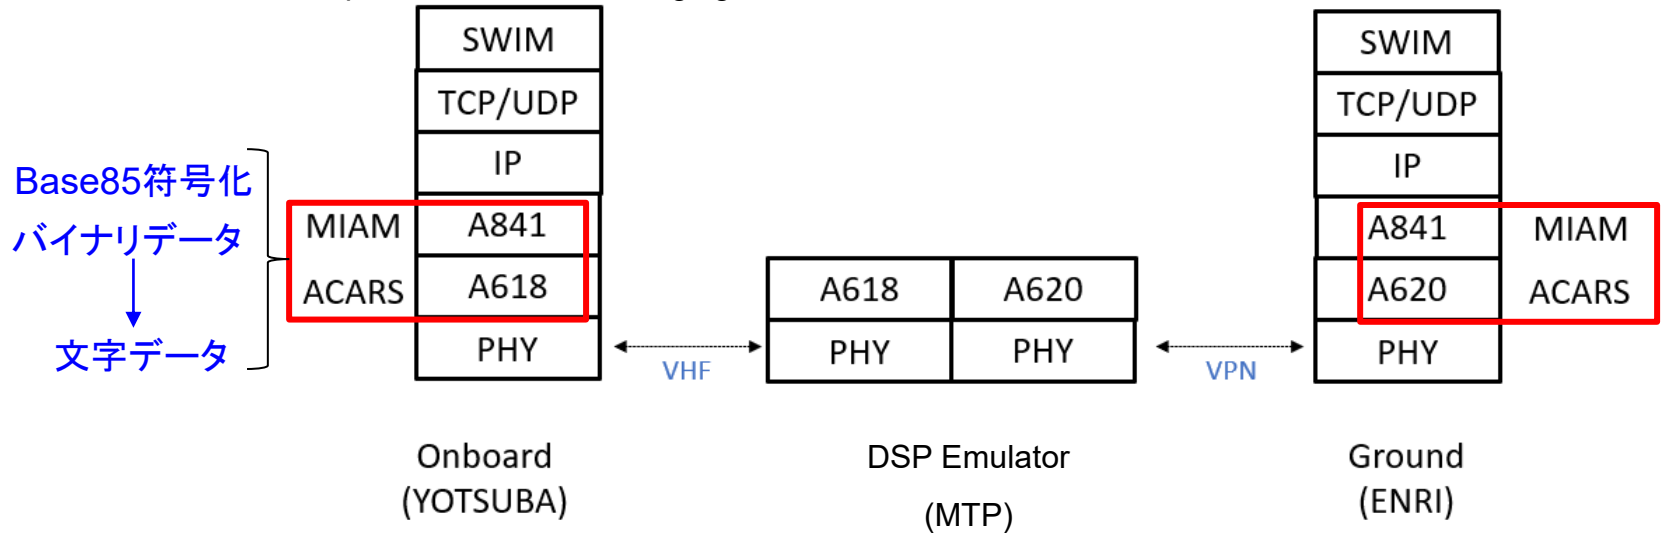 SWIM
TCP/UDP
IP
A841
A618
PHY
MIAM
ACARS
Base85符号化
バイナリデータ
文字データ
VHF
A618
A620
PHY
PHY
VPN
SWIM
TCP/UDP
IP
A841
A620
PHY
MIAM
ACARS
Onboard
(YOTSUBA)
DSP Emulator
(MTP)
Ground
(ENRI)